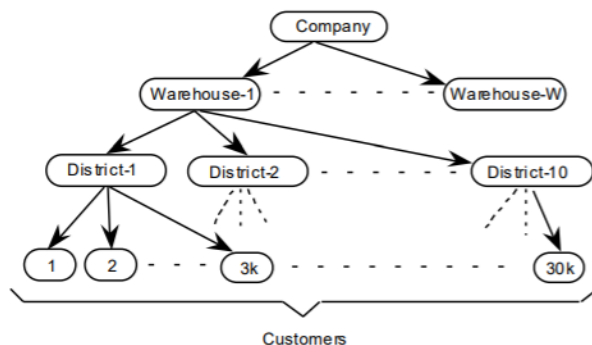 Company
Warehouse-1
Warehouse-W
District-1
District-2
District-10
1
2
3k
30k
Customers